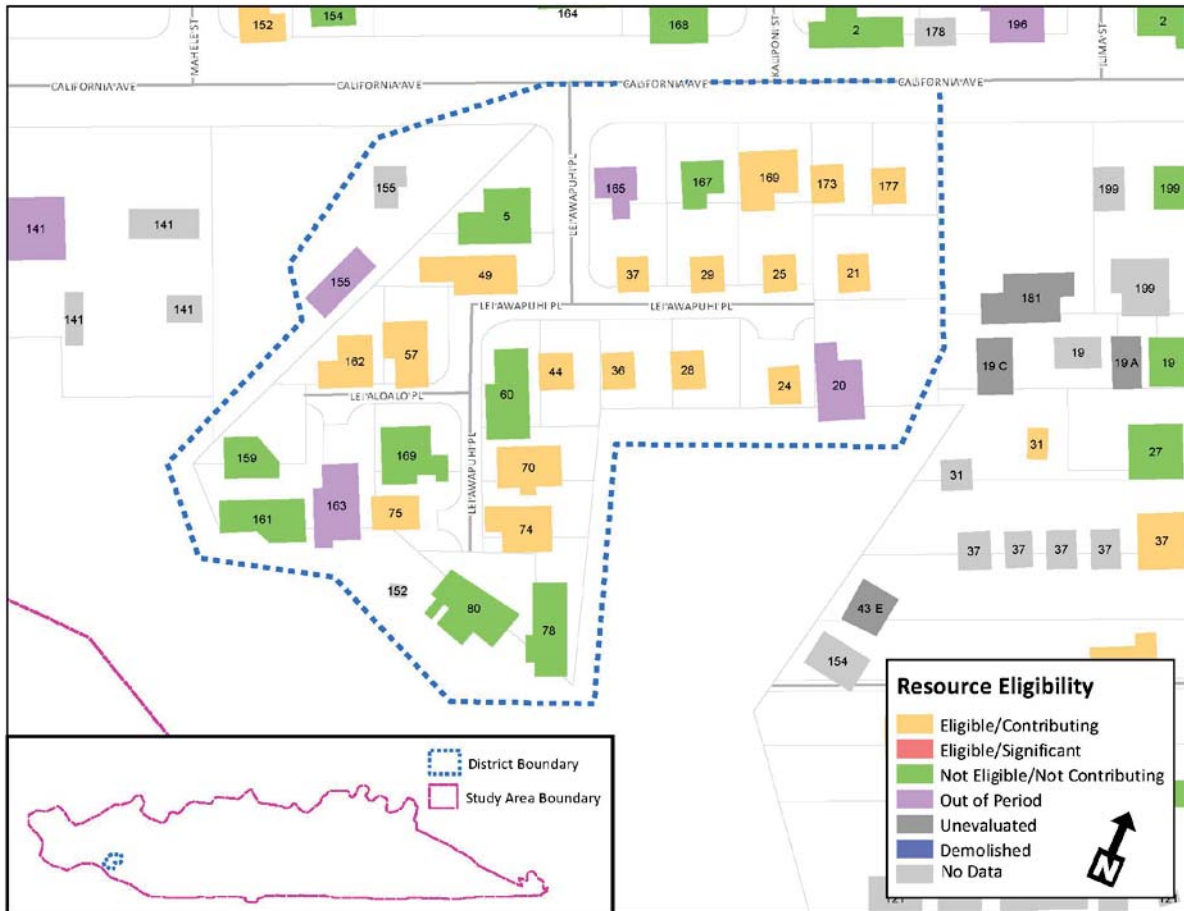 152
154
164
168
2
178
196
2
MAHELE ST
KALIPONI ST
ILIMA ST
CALIFORNIA AVE
CALIFORNIA AVE
CALIFORNIA AVE
CALIFORNIA AVE
155
165
167
169
173
177
199
199
141
141
5
LEI'AWAPUHI PL
141
141
155
49
37
29
25
21
181
199
LEI'AWAPUHI PL
LEI'AWAPUHI PL
162
57
60
44
36
28
24
20
19 C
19
19 A
19
LEI'ALOALO PL
LEI'AWAPUHI PL
159
169
70
31
31
27
161
163
75
74
37
37
37
37
37
152
80
78
43 E
154
Resource Eligibility
Eligible/Contributing
Eligible/Significant
Not Eligible/Not Contributing
Out of Period
Unevaluated
Demolished
No Data
N
District Boundary
Study Area Boundary
121
121